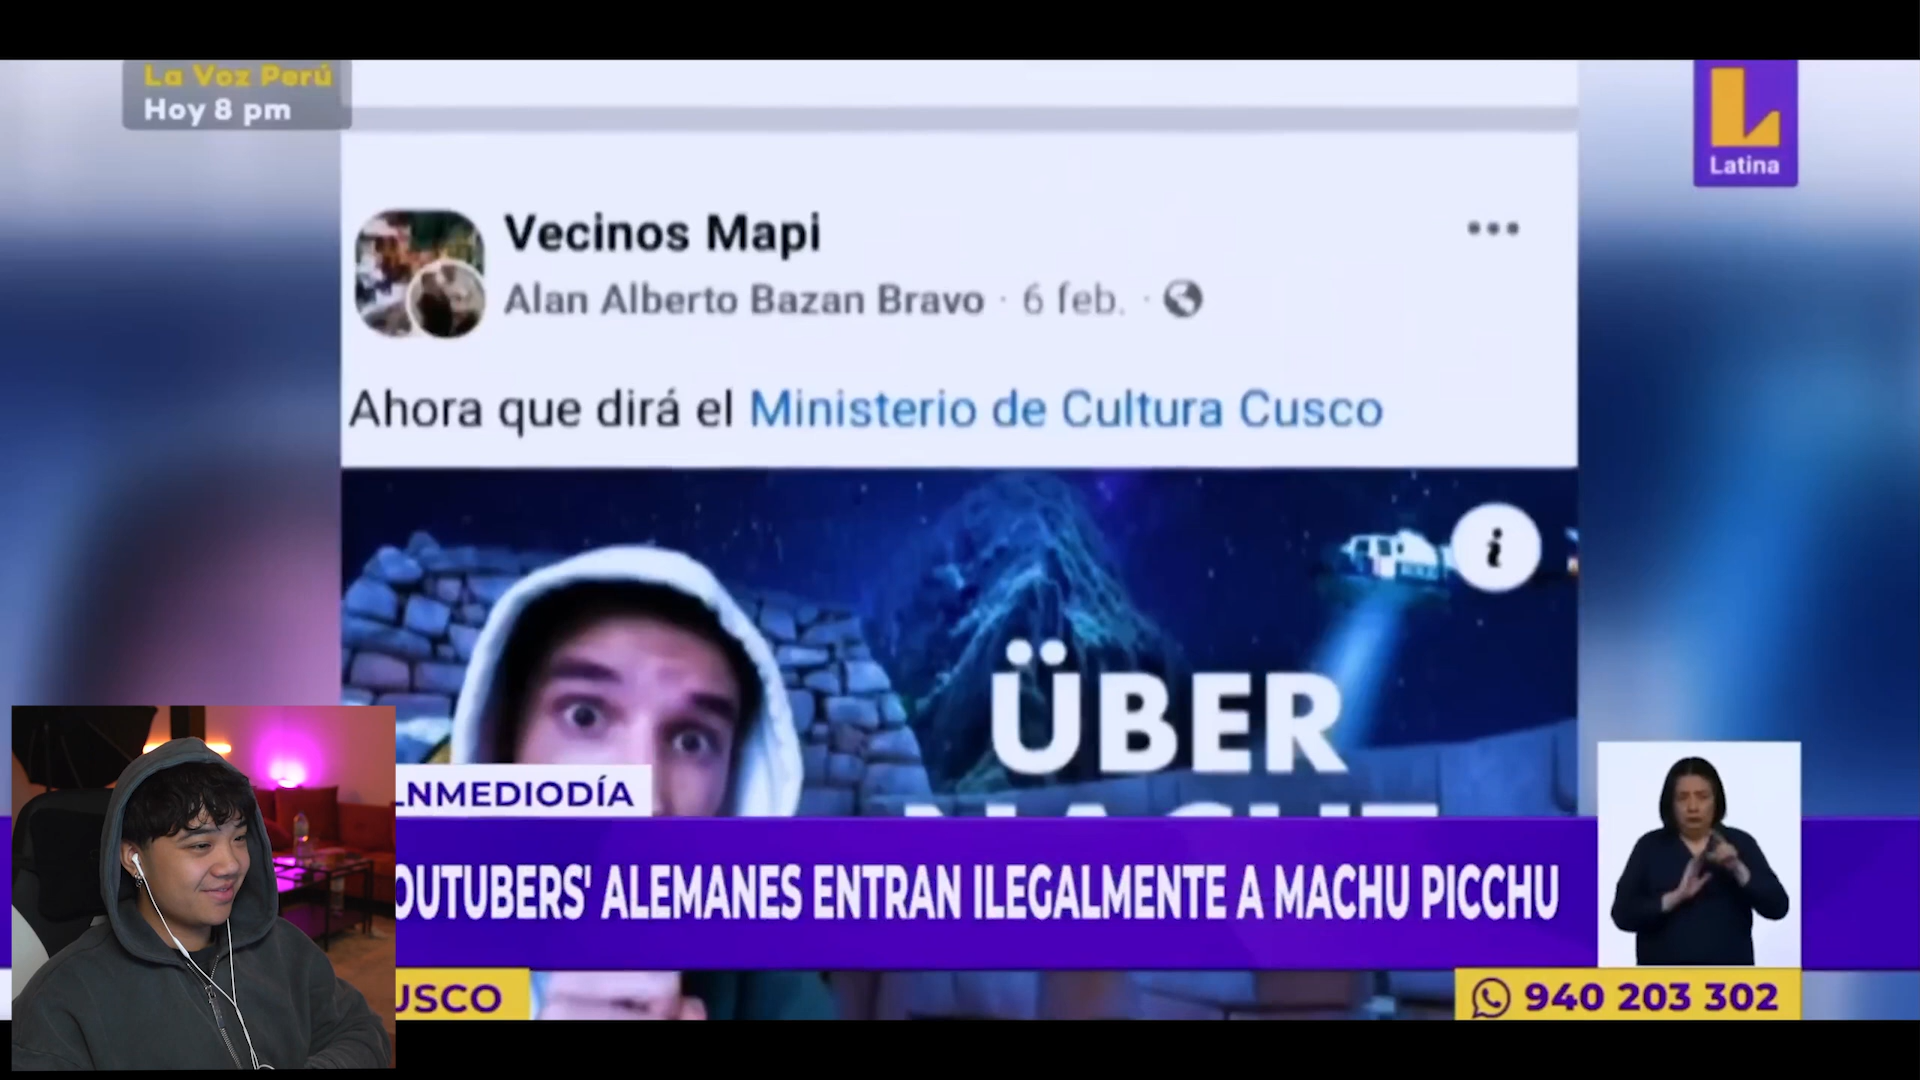 La Voz Perú
Hoy 8 pm
Latina
Vecinos Mapi
Alan Alberto Bazan Bravo · 6 feb. ·
Ahora que dirá el Ministerio de Cultura Cusco
i
ÜBER
LNMEDIODÍA
OUTUBERS' ALEMANES ENTRAN ILEGALMENTE A MACHU PICCHU
USCO
940 203 302